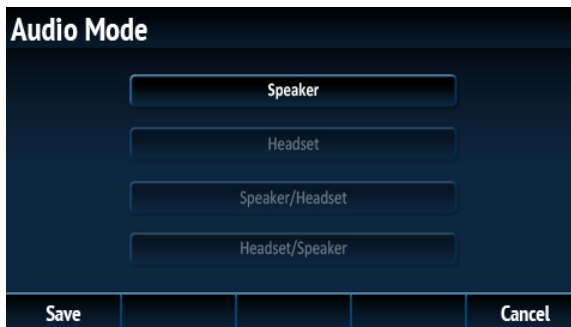 Audio Mode
Speaker
Headset
Speaker/Headset
Headset/Speaker
Save Cancel